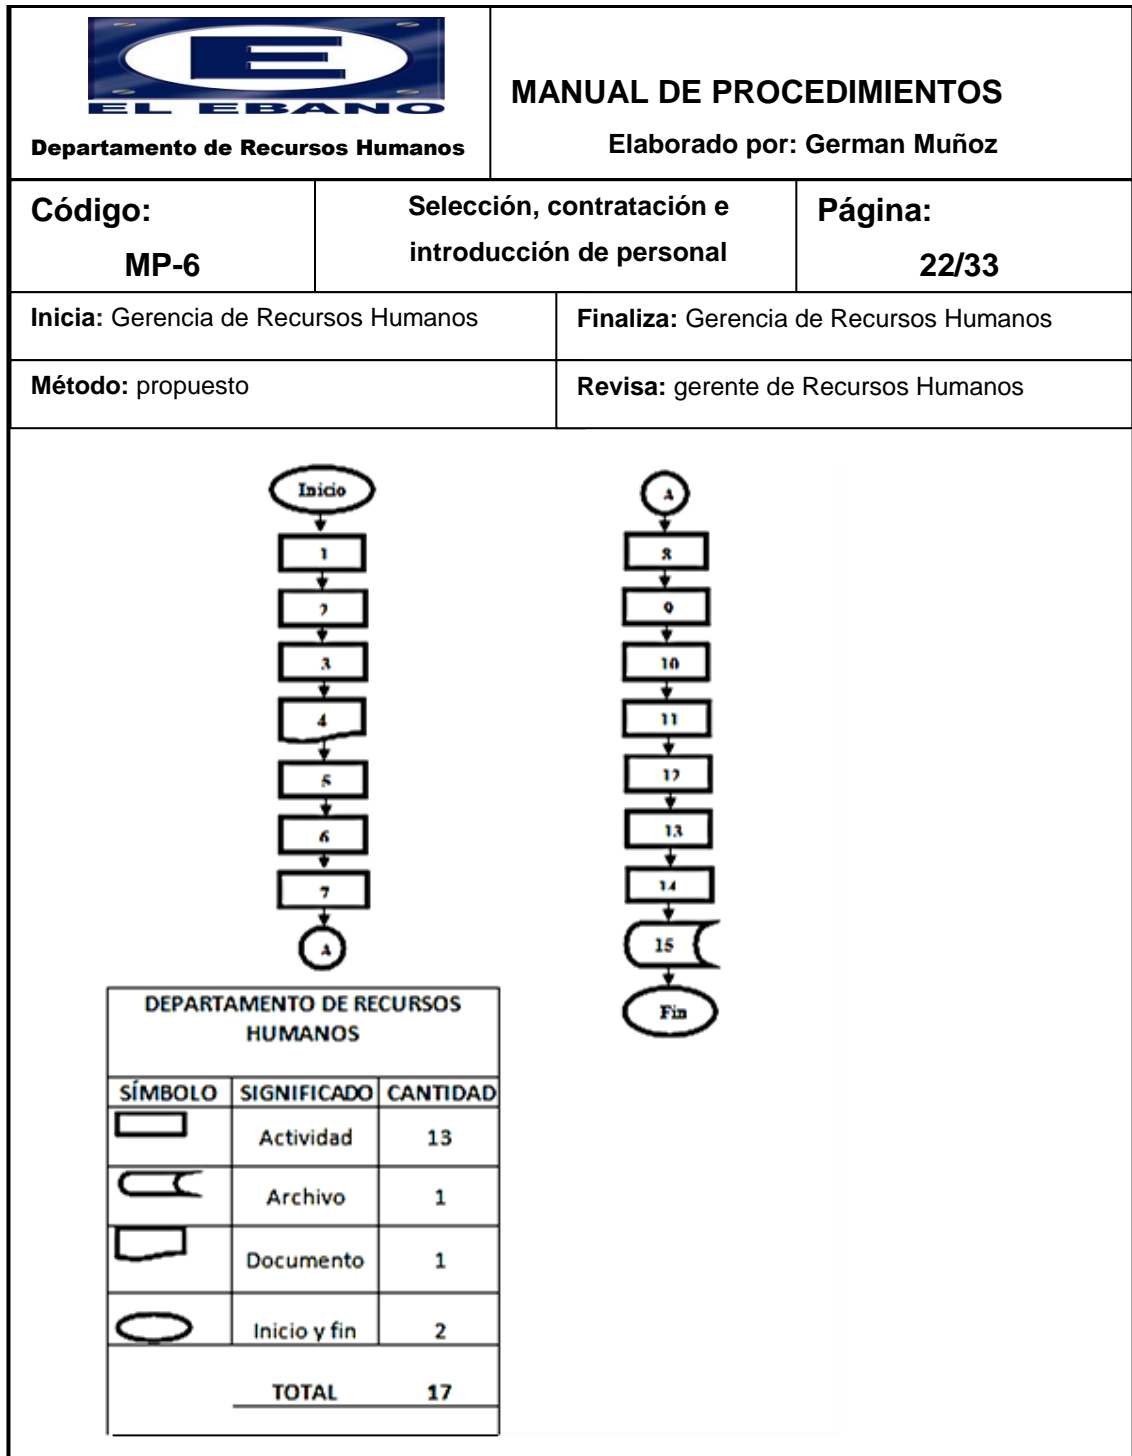 E
EL EBANO
Departamento de Recursos Humanos
MANUAL DE PROCEDIMIENTOS
Elaborado por: German Muñoz
Código:
MP-6
Selección, contratación e
introducción de personal
Página:
22/33
Inicia: Gerencia de Recursos Humanos
Finaliza: Gerencia de Recursos Humanos
Método: propuesto
Revisa: gerente de Recursos Humanos
Inicio
1
2
3
4
5
6
7
A
A
8
9
10
11
12
13
14
15
Fin
DEPARTAMENTO DE RECURSOS
HUMANOS
SÍMBOLO SIGNIFICADO CANTIDAD
Actividad 13
Archivo 1
Documento 1
Inicio y fin 2
TOTAL 17